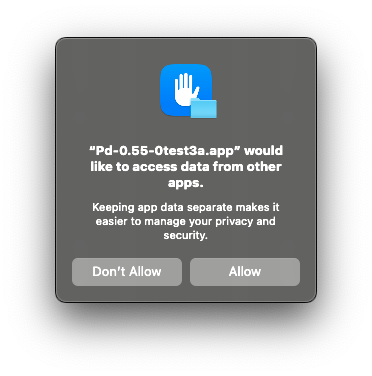 “Pd-0.55-0test3a.app” would
like to access data from other
apps.
Keeping app data separate makes it
easier to manage your privacy and
security.
Don’t Allow
Allow